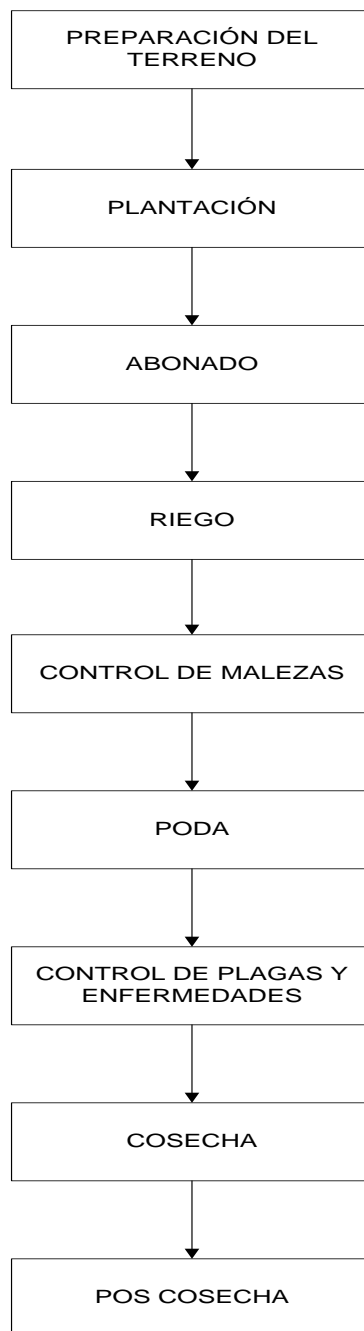 PREPARACIÓN DEL
TERRENO
PLANTACIÓN
ABONADO
RIEGO
CONTROL DE MALEZAS
PODA
CONTROL DE PLAGAS Y
ENFERMEDADES
COSECHA
POS COSECHA